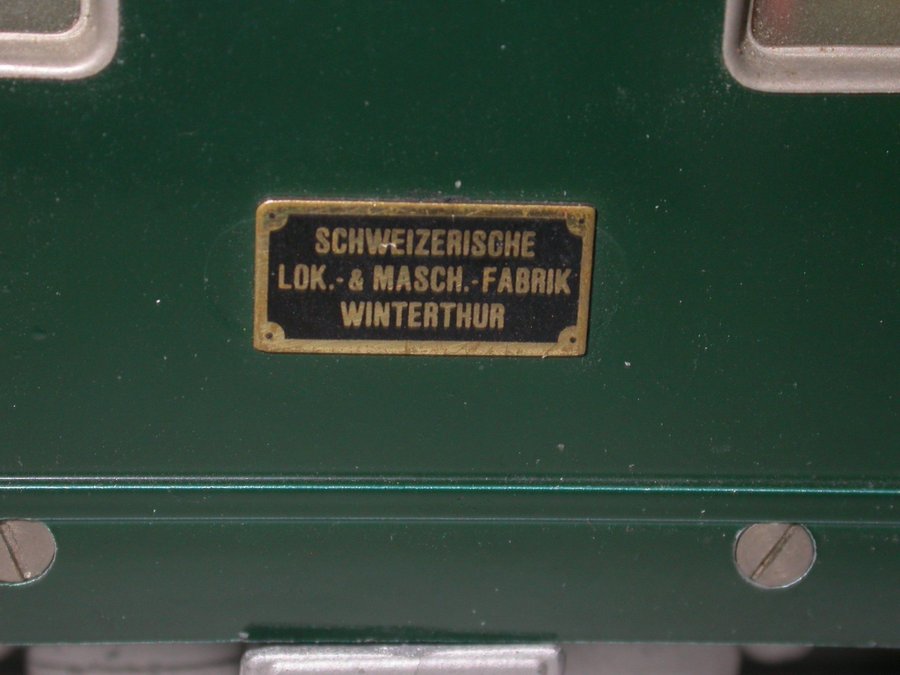 SCHWEIZERISCHE
LOK.-& MASCH.-FABRIK
WINTERTHUR